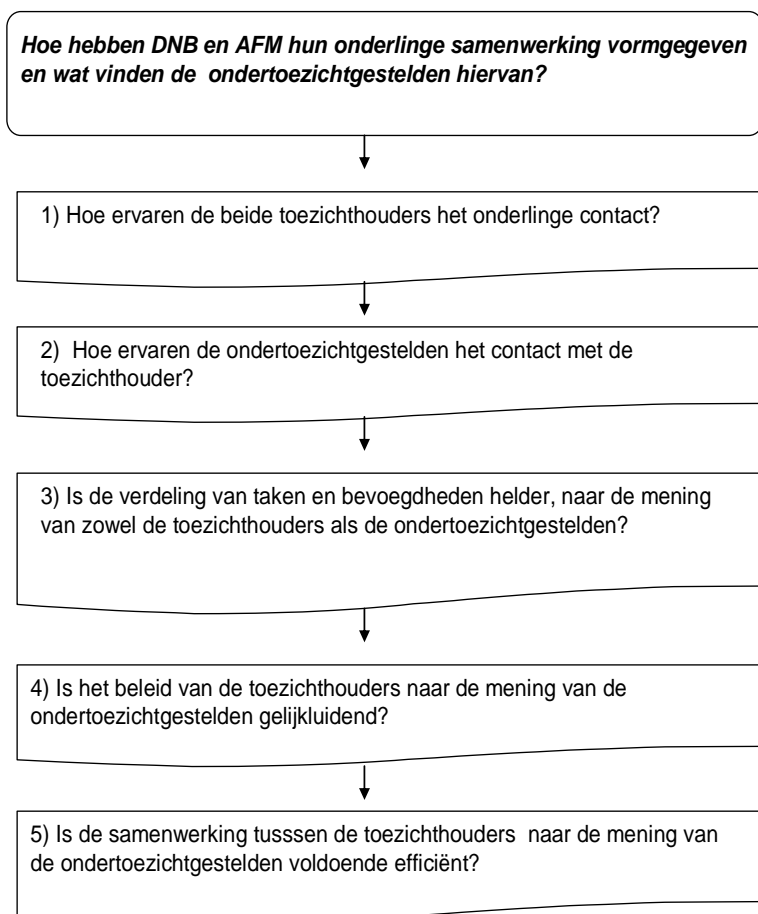 Hoe hebben DNB en AFM hun onderlinge samenwerking vormgegeven
en wat vinden de ondertoezichtgestelden hiervan?
1) Hoe ervaren de beide toezichthouders het onderlinge contact?
2) Hoe ervaren de ondertoezichtgestelden het contact met de
toezichthouder?
3) Is de verdeling van taken en bevoegdheden helder, naar de mening
van zowel de toezichthouders als de ondertoezichtgestelden?
4) Is het beleid van de toezichthouders naar de mening van de
ondertoezichtgestelden gelijkluidend?
5) Is de samenwerking tusssen de toezichthouders naar de mening van
de ondertoezichtgestelden voldoende efficiënt?